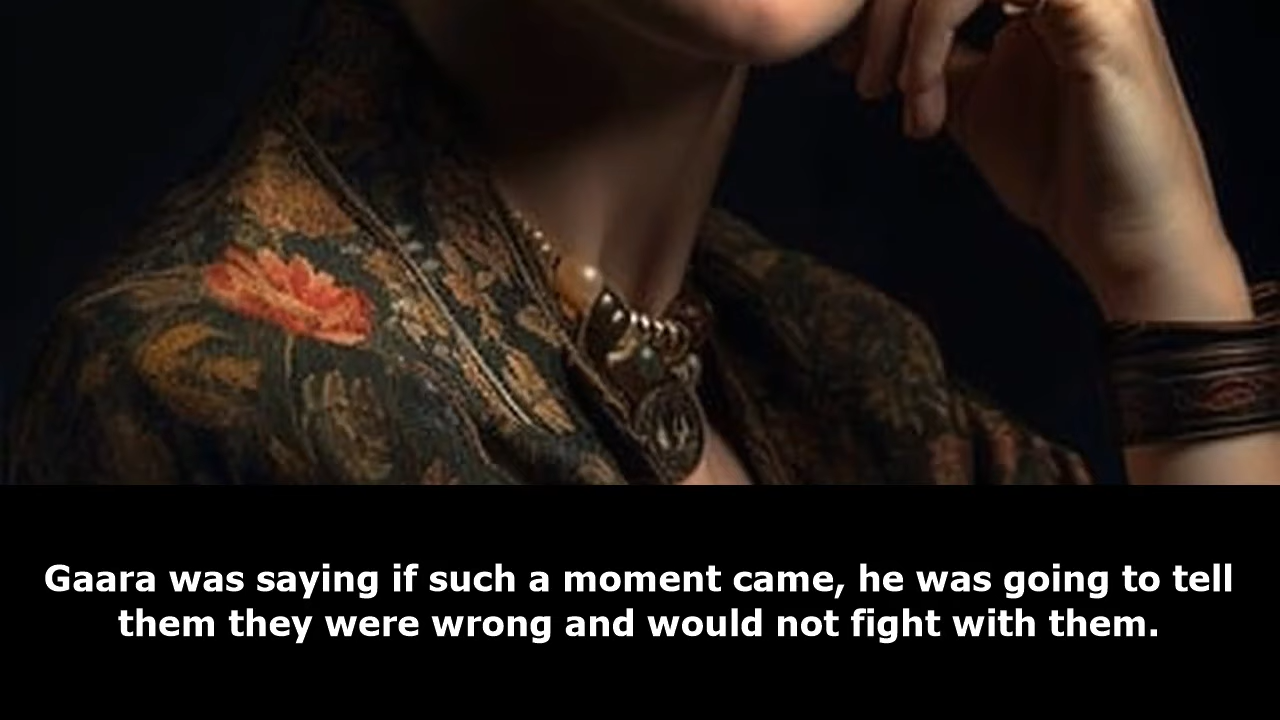 Gaara was saying if such a moment came, he was going to tell
them they were wrong and would not fight with them.